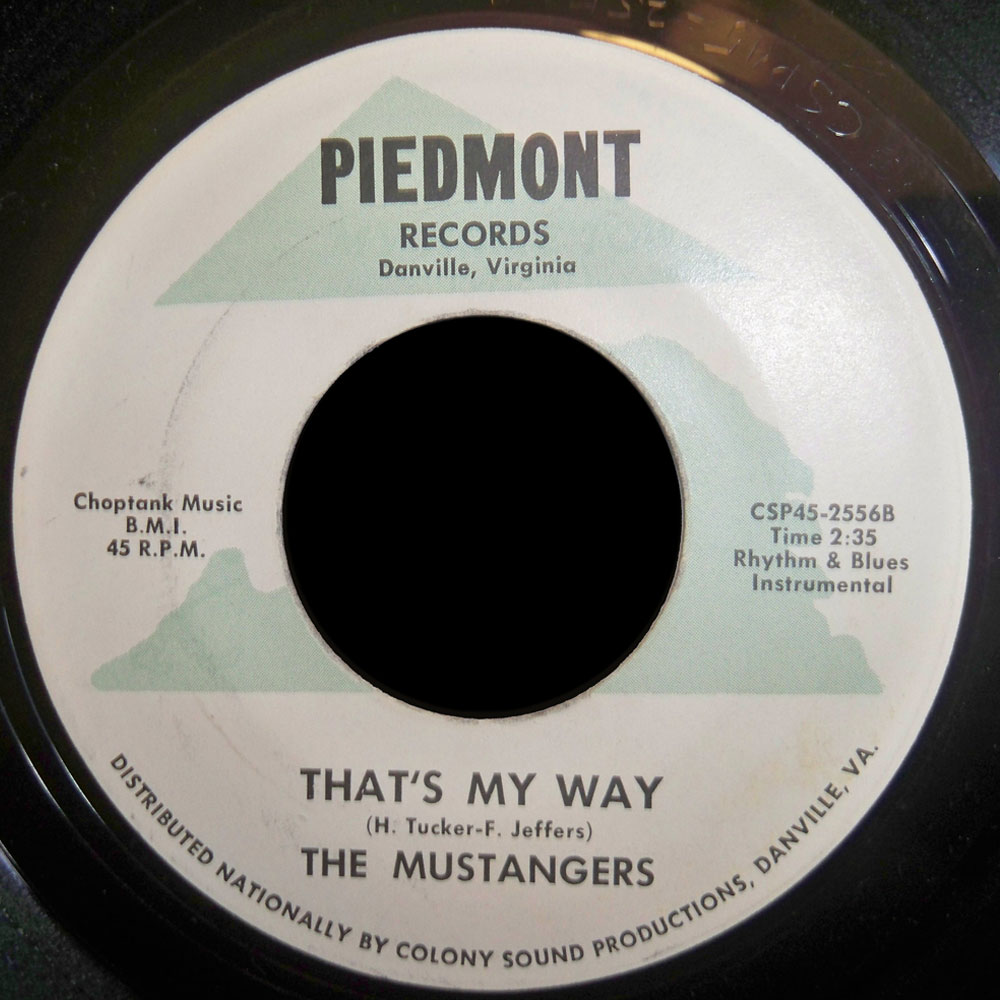 PIEDMONT
RECORDS
Danville, Virginia
Choptank Music
B.M.I.
45 R.P.M.
CSP45-2556B
Time 2:35
Rhythm & Blues
Instrumental
THAT'S MY WAY
(H. Tucker-F. Jeffers)
THE MUSTANGERS
DISTRIBUTED NATIONALLY BY COLONY SOUND PRODUCTIONS, DANVILLE, VA.